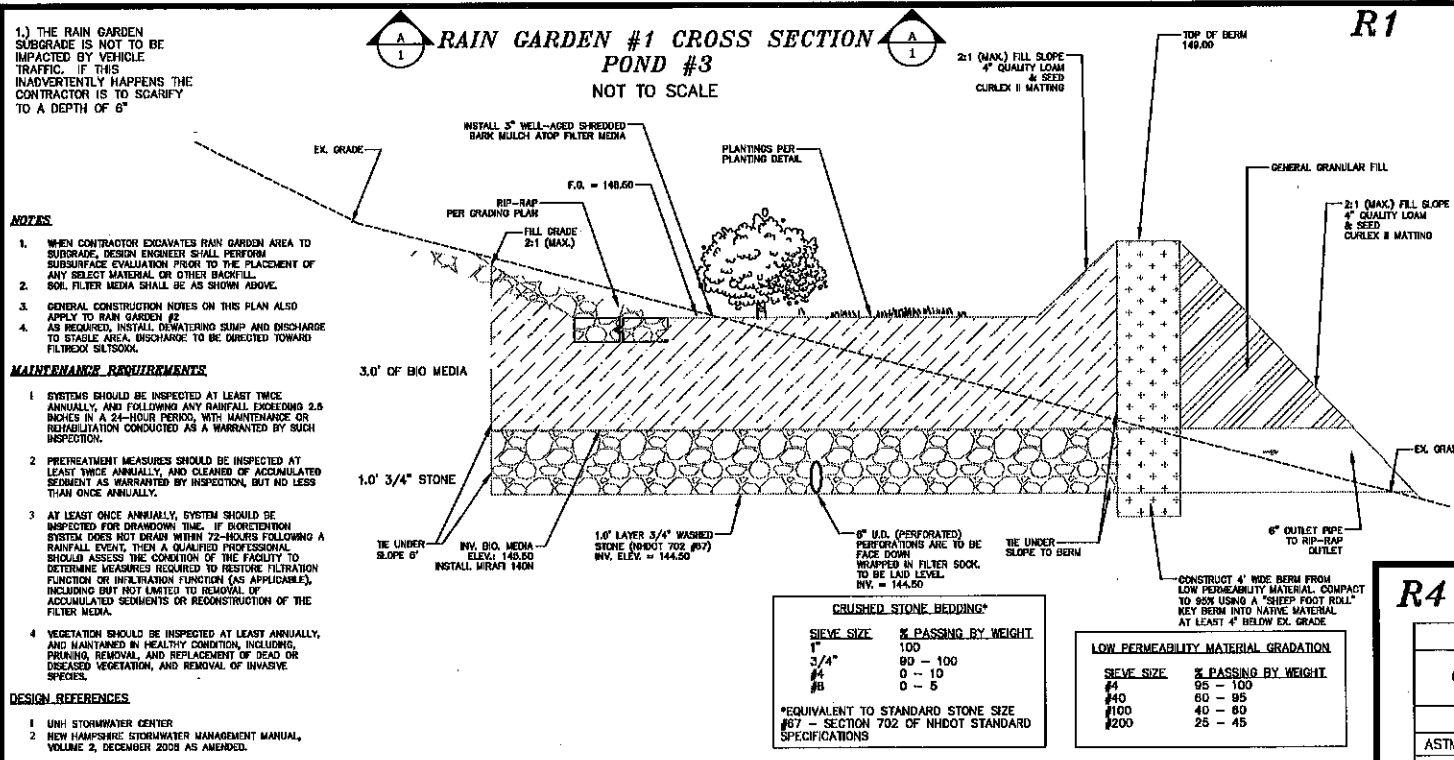 1.) THE RAIN GARDEN
SUBGRADE IS NOT TO BE
IMPACTED BY VEHICLE
TRAFFIC. IF THIS
INADVERTENTLY HAPPENS THE
CONTRACTOR IS TO SCARIFY
TO A DEPTH OF 6"
A
1
RAIN GARDEN #1 CROSS SECTION
POND #3
NOT TO SCALE
A
1
R1
TOP OF BERM
149.00
2:1 (MAX.) FILL SLOPE
4" QUALITY LOAM
& SEED
CURLEX II MATTING
INSTALL 3" WELL-AGED SHREDDED
BARK MULCH ATOP FILTER MEDIA
EX. GRADE
PLANTINGS PER
PLANTING DETAIL
GENERAL GRANULAR FILL
F.G. = 148.50
RIP-RAP
PER GRADING PLAN
FILL GRADE
2:1 (MAX.)
2:1 (MAX.) FILL SLOPE
4" QUALITY LOAM
& SEED
CURLEX II MATTING
NOTES
1. WHEN CONTRACTOR EXCAVATES RAIN GARDEN AREA TO
SUBGRADE, DESIGN ENGINEER SHALL PERFORM
SUBSURFACE EVALUATION PRIOR TO THE PLACEMENT OF
ANY SELECT MATERIAL OR OTHER BACKFILL.
2. SOIL FILTER MEDIA SHALL BE AS SHOWN ABOVE.
3. GENERAL CONSTRUCTION NOTES ON THIS PLAN ALSO
APPLY TO RAIN GARDEN #2
4. AS REQUIRED, INSTALL DEWATERING SUMP AND DISCHARGE
TO STABLE AREA. DISCHARGE TO BE DIRECTED TOWARD
FILTREXX SILTSOXX.
MAINTENANCE REQUIREMENTS
1 SYSTEMS SHOULD BE INSPECTED AT LEAST TWICE
ANNUALLY, AND FOLLOWING ANY RAINFALL EXCEEDING 2.5
INCHES IN A 24-HOUR PERIOD, WITH MAINTENANCE OR
REHABILITATION CONDUCTED AS A WARRANTED BY SUCH
INSPECTION.
2 PRETREATMENT MEASURES SHOULD BE INSPECTED AT
LEAST TWICE ANNUALLY, AND CLEANED OF ACCUMULATED
SEDIMENT AS WARRANTED BY INSPECTION, BUT NO LESS
THAN ONCE ANNUALLY.
3 AT LEAST ONCE ANNUALLY, SYSTEM SHOULD BE
INSPECTED FOR DRAWDOWN TIME. IF BIORETENTION
SYSTEM DOES NOT DRAIN WITHIN 72-HOURS FOLLOWING A
RAINFALL EVENT, THEN A QUALIFIED PROFESSIONAL
SHOULD ASSESS THE CONDITION OF THE FACILITY TO
DETERMINE MEASURES REQUIRED TO RESTORE FILTRATION
FUNCTION OR INFILTRATION FUNCTION (AS APPLICABLE),
INCLUDING BUT NOT LIMITED TO REMOVAL OF
ACCUMULATED SEDIMENTS OR RECONSTRUCTION OF THE
FILTER MEDIA.
4 VEGETATION SHOULD BE INSPECTED AT LEAST ANNUALLY,
AND MAINTAINED IN HEALTHY CONDITION, INCLUDING,
PRUNING, REMOVAL, AND REPLACEMENT OF DEAD OR
DISEASED VEGETATION, AND REMOVAL OF INVASIVE
SPECIES.
DESIGN REFERENCES
1 UNH STORMWATER CENTER
2 NEW HAMPSHIRE STORMWATER MANAGEMENT MANUAL,
VOLUME 2, DECEMBER 2008 AS AMENDED.
3.0' OF BIO MEDIA
1.0' 3/4" STONE
TIE UNDER
SLOPE 6'
INV. BIO. MEDIA
ELEV.: 145.50
INSTALL MIRAFI 140N
1.0' LAYER 3/4" WASHED
STONE (NHDOT 702 #67)
INV. ELEV. = 144.50
6" U.D. (PERFORATED)
PERFORATIONS ARE TO BE
FACE DOWN
WRAPPED IN FILTER SOCK.
TO BE LAID LEVEL.
INV. = 144.50
TIE UNDER
SLOPE TO BERM
EX. GRA
6" OUTLET PIPE
TO RIP-RAP
OUTLET
CONSTRUCT 4' WIDE BERM FROM
LOW PERMEABILITY MATERIAL. COMPACT
TO 95% USING A "SHEEP FOOT ROLL"
KEY BERM INTO NATIVE MATERIAL
AT LEAST 4" BELOW EX. GRADE
CRUSHED STONE BEDDING*
SIEVE SIZE % PASSING BY WEIGHT
1" 100
3/4" 90 - 100
#4 0 - 10
#8 0 - 5
*EQUIVALENT TO STANDARD STONE SIZE
#67 - SECTION 702 OF NHDOT STANDARD
SPECIFICATIONS
LOW PERMEABILITY MATERIAL GRADATION
SIEVE SIZE % PASSING BY WEIGHT
#4 95 - 100
#40 60 - 95
#100 40 - 60
#200 25 - 45
R4
ASTM